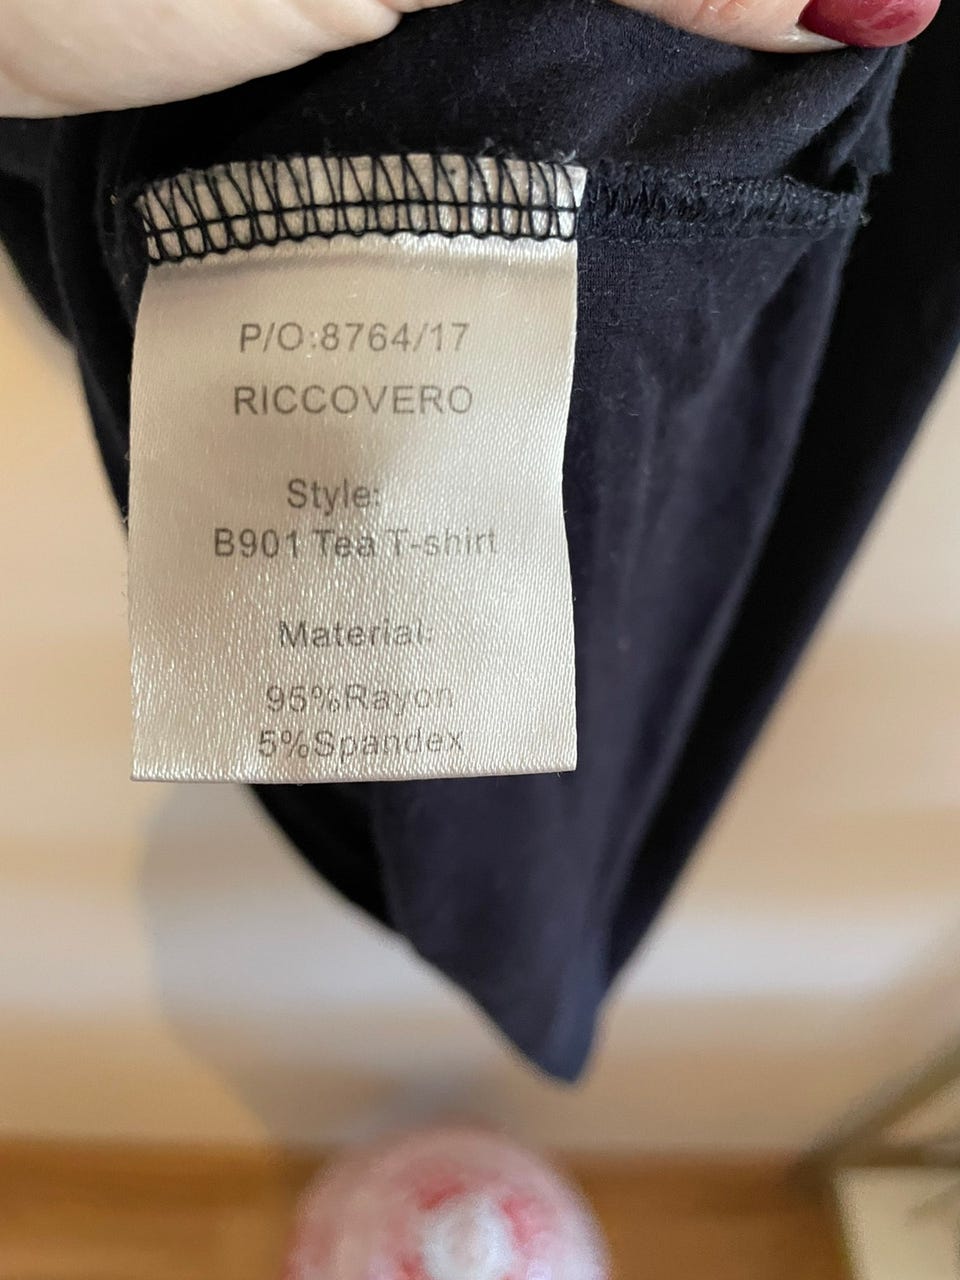 P/O:8764/17
RICCOVERO
Style:
B901 Tea T-shirt
Material:
95%Rayon
5%Spandex